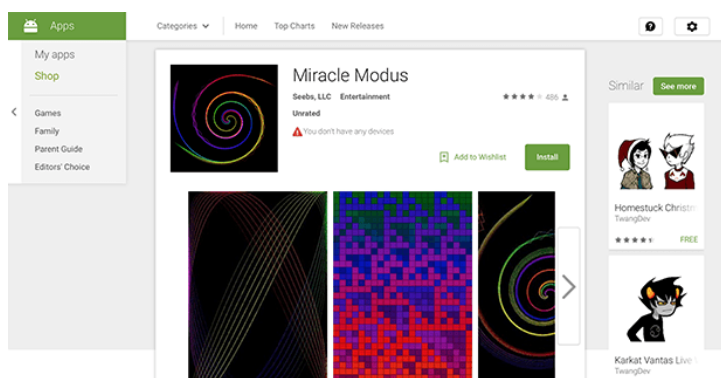 Apps
Categories Home Top Charts New Releases
My apps
Shop
Games
Family
Parent Guide
Editors' Choice
Miracle Modus
Seebs, LLC Entertainment
486
Unrated
You don't have any devices
Add to Wishlist Install
Similar See more
Homestuck Christm
TwangDev
FREE
Karkat Vantas Live
TwangDev